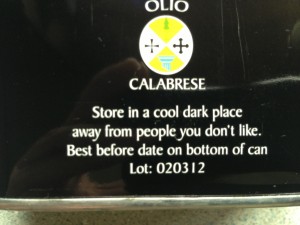 OLIO
CALABRESE
Store in a cool dark place
away from people you don't like.
Best before date on bottom of can
Lot: 020312